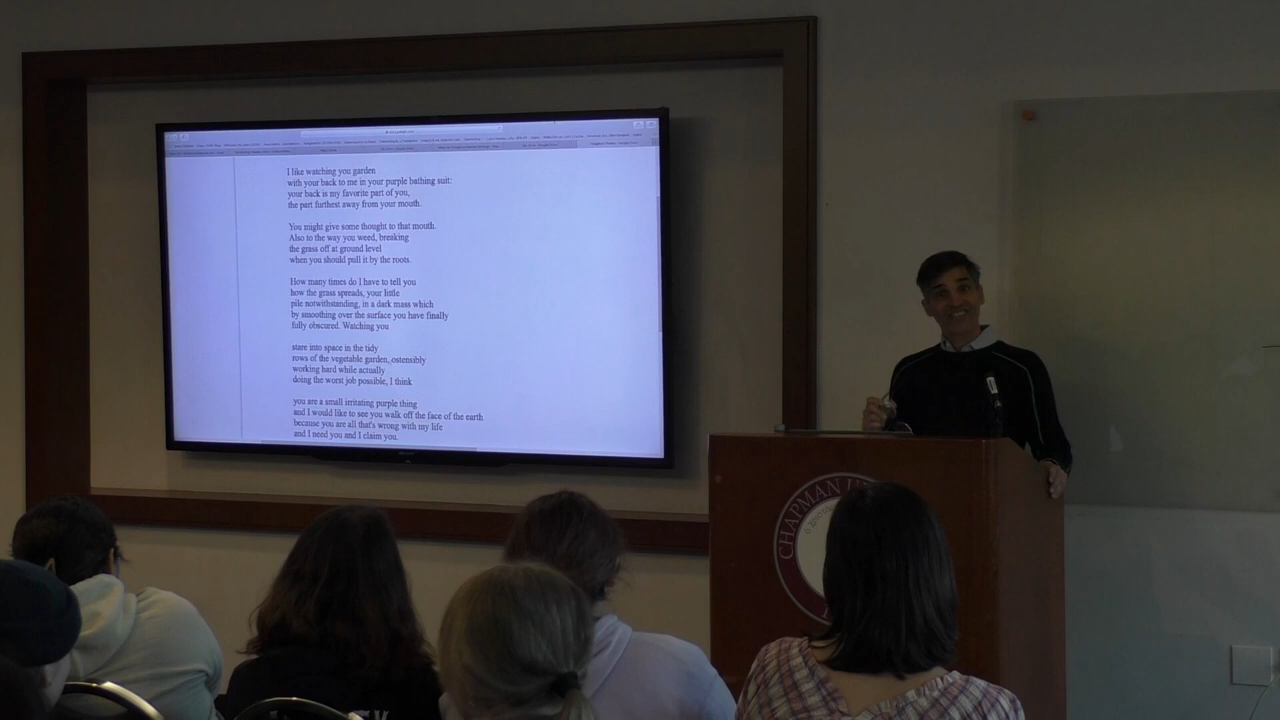 I like watching you garden
with your back to me in your purple bathing suit:
your back is my favorite part of you,
the part furthest away from your mouth.
You might give some thought to that mouth.
Also to the way you weed, breaking
the grass off at ground level
when you should pull it by the roots.
How many times do I have to tell you
how the grass spreads, your little
pile notwithstanding, in a dark mass which
by smoothing over the surface you have finally
fully obscured. Watching you
stare into space in the tidy
rows of the vegetable garden, ostensibly
working hard while actually
doing the worst job possible, I think
you are a small irritating purple thing
and I would like to see you walk off the face of the earth
because you are all that's wrong with my life
and I need you and I claim you.
CHAPMAN U